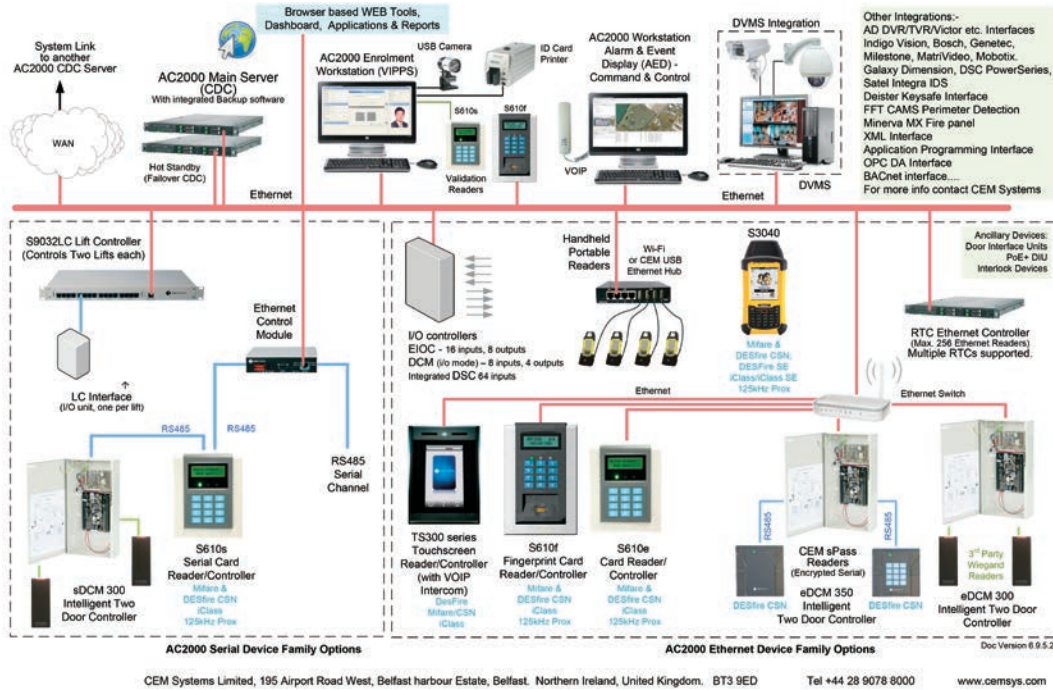 Browser based WEB Tools,
Dashboard, Applications & Reports
System Link
to another
AC2000 CDC Server
WAN
AC2000 Main Server
(CDC)
With integrated Backup software
Hot Standby
(Failover CDC)
AC2000 Enrolment
Workstation (VIPPS)
USB Camera
ID Card
Printer
S610s
S610f
Validation
Readers
AC2000 Workstation
Alarm & Event
Display (AED) -
Command & Control
VOIP
DVMS Integration
DVMS
Other Integrations:-
AD DVR/TVR/Victor etc. Interfaces
Indigo Vision, Bosch, Genetec,
Milestone, MatriVideo, Mobotix.
Galaxy Dimension, DSC PowerSeries,
Satel Integra IDS
Deister Keysafe Interface
FFT CAMS Perimeter Detection
Minerva MX Fire panel
XML Interface
Application Programming Interface
OPC DA Interface
BACnet interface....
For more info contact CEM Systems
Ethernet
Ethernet
Ethernet
S9032LC Lift Controller
(Controls Two Lifts each)
LC Interface
(I/O unit, one per lift)
Ethernet
Control
Module
RS485
RS485
RS485
Serial
Channel
sDCM 300
Intelligent Two
Door Controller
S610s
Serial Card
Reader/Controller
Mifare &
DESfire CSN
iClass
125kHz Prox
AC2000 Serial Device Family Options
I/O controllers
EIOC - 16 inputs, 8 outputs
DCM (i/o mode) – 8 inputs, 4 outputs
Integrated DSC 64 inputs
Handheld
Portable
Readers
Wi-Fi
or CEM USB
Ethernet Hub
S3040
Mifare &
DESfire CSN,
DESfire SE
iClass/iClass SE
125kHz Prox
Ancillary Devices:
Door Interface Units
PoE+ DIU
Interlock Devices
RTC Ethernet Controller
(Max. 256 Ethernet Readers)
Multiple RTCs supported.
Ethernet
Ethernet Switch
TS300 series
Touchscreen
Reader/Controller
(with VOIP
Intercom)
DesFire
Mifare/CSN
iClass
S610f
Fingerprint Card
Reader/Controller
Mifare &
DESfire CSN
iClass
125kHz Prox
S610e
Card Reader/
Controller
Mifare &
DESfire CSN
iClass
125kHz Prox
RS485
RS485
CEM sPass
Readers
(Encrypted Serial)
DESfire CSN
DESfire CSN
eDCM 350
Intelligent
Two Door Controller
3rd Party
Wiegand
Readers
eDCM 300
Intelligent Two Door
Controller
AC2000 Ethernet Device Family Options
Doc Version 6.9.5.2
CEM Systems Limited, 195 Airport Road West, Belfast harbour Estate, Belfast. Northern Ireland, United Kingdom. BT3 9ED Tel +44 28 9078 8000 www.cemsys.com